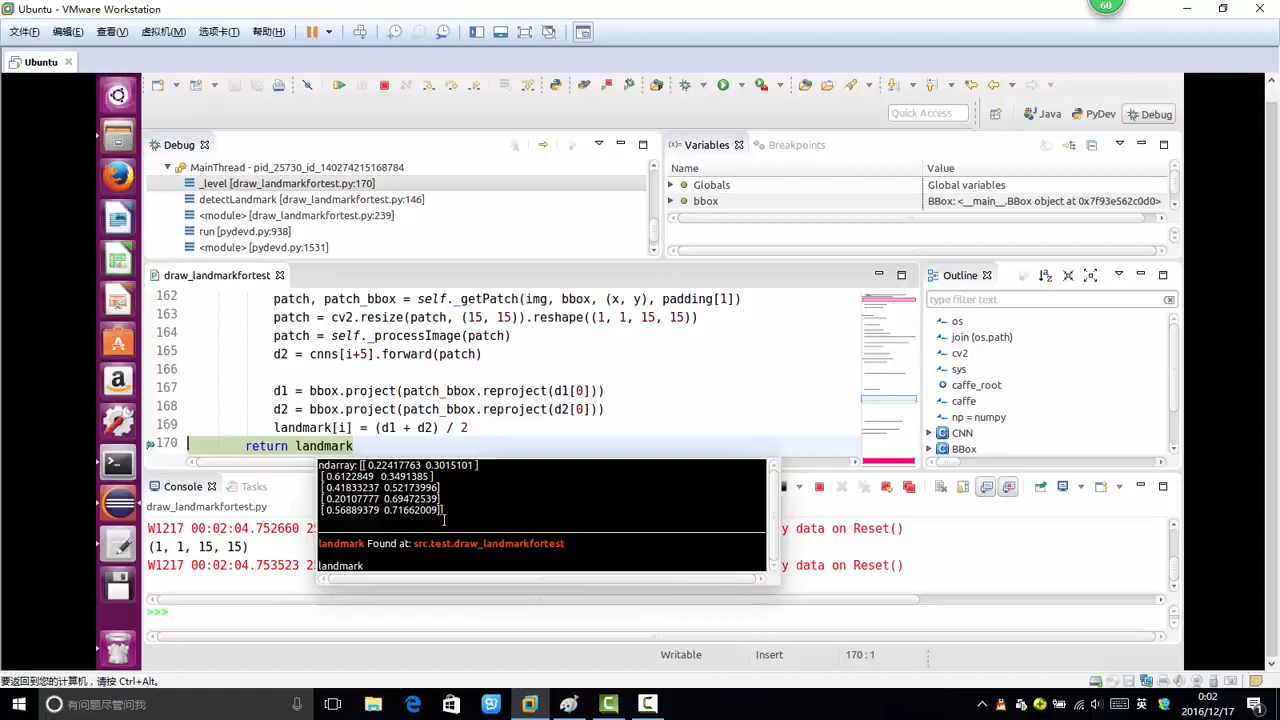 Ubuntu - VMware Workstation
60
文件(F) 编辑(E) 查看(V) 虚拟机(M) 选项卡(T) 帮助(H)
Ubuntu
Quick Access
Java PyDev Debug
Debug
MainThread - pid_25730_id_140274215168784
_level [draw_landmarkfortest.py:170]
detectLandmark [draw_landmarkfortest.py:146]
<module> [draw_landmarkfortest.py:239]
run [pydevd.py:938]
<module> [pydevd.py:1531]
Variables Breakpoints
Name Value
Globals Global variables
bbox BBox: <__main__.BBox object at 0x7f93e562c0d0>
draw_landmarkfortest
162 patch, patch_bbox = self._getPatch(img, bbox, (x, y), padding[1])
163 patch = cv2.resize(patch, (15, 15)).reshape((1, 1, 15, 15))
164 patch = self._processImage(patch)
165 d2 = cnns[i+5].forward(patch)
166
167 d1 = bbox.project(patch_bbox.reproject(d1[0]))
168 d2 = bbox.project(patch_bbox.reproject(d2[0]))
169 landmark[i] = (d1 + d2) / 2
170 return landmark
ndarray: [[ 0.22417763 0.3015101 ]
[ 0.6122849 0.3491385 ]
[ 0.41833237 0.52173996]
[ 0.20107777 0.69472539]
[ 0.56889379 0.71662009]]
landmark Found at: src.test.draw_landmarkfortest
landmark
Outline
type filter text
os
join (os.path)
cv2
sys
caffe_root
caffe
np = numpy
CNN
BBox
Console Tasks
draw_landmarkfortest.py
W1217 00:02:04.752660 2 y data on Reset()
(1, 1, 15, 15)
W1217 00:02:04.753523 2 y data on Reset()
>>>
Writable Insert 170 : 1
要返回到您的计算机，请按 Ctrl+Alt。
有问题尽管问我
英
0:02
2016/12/17